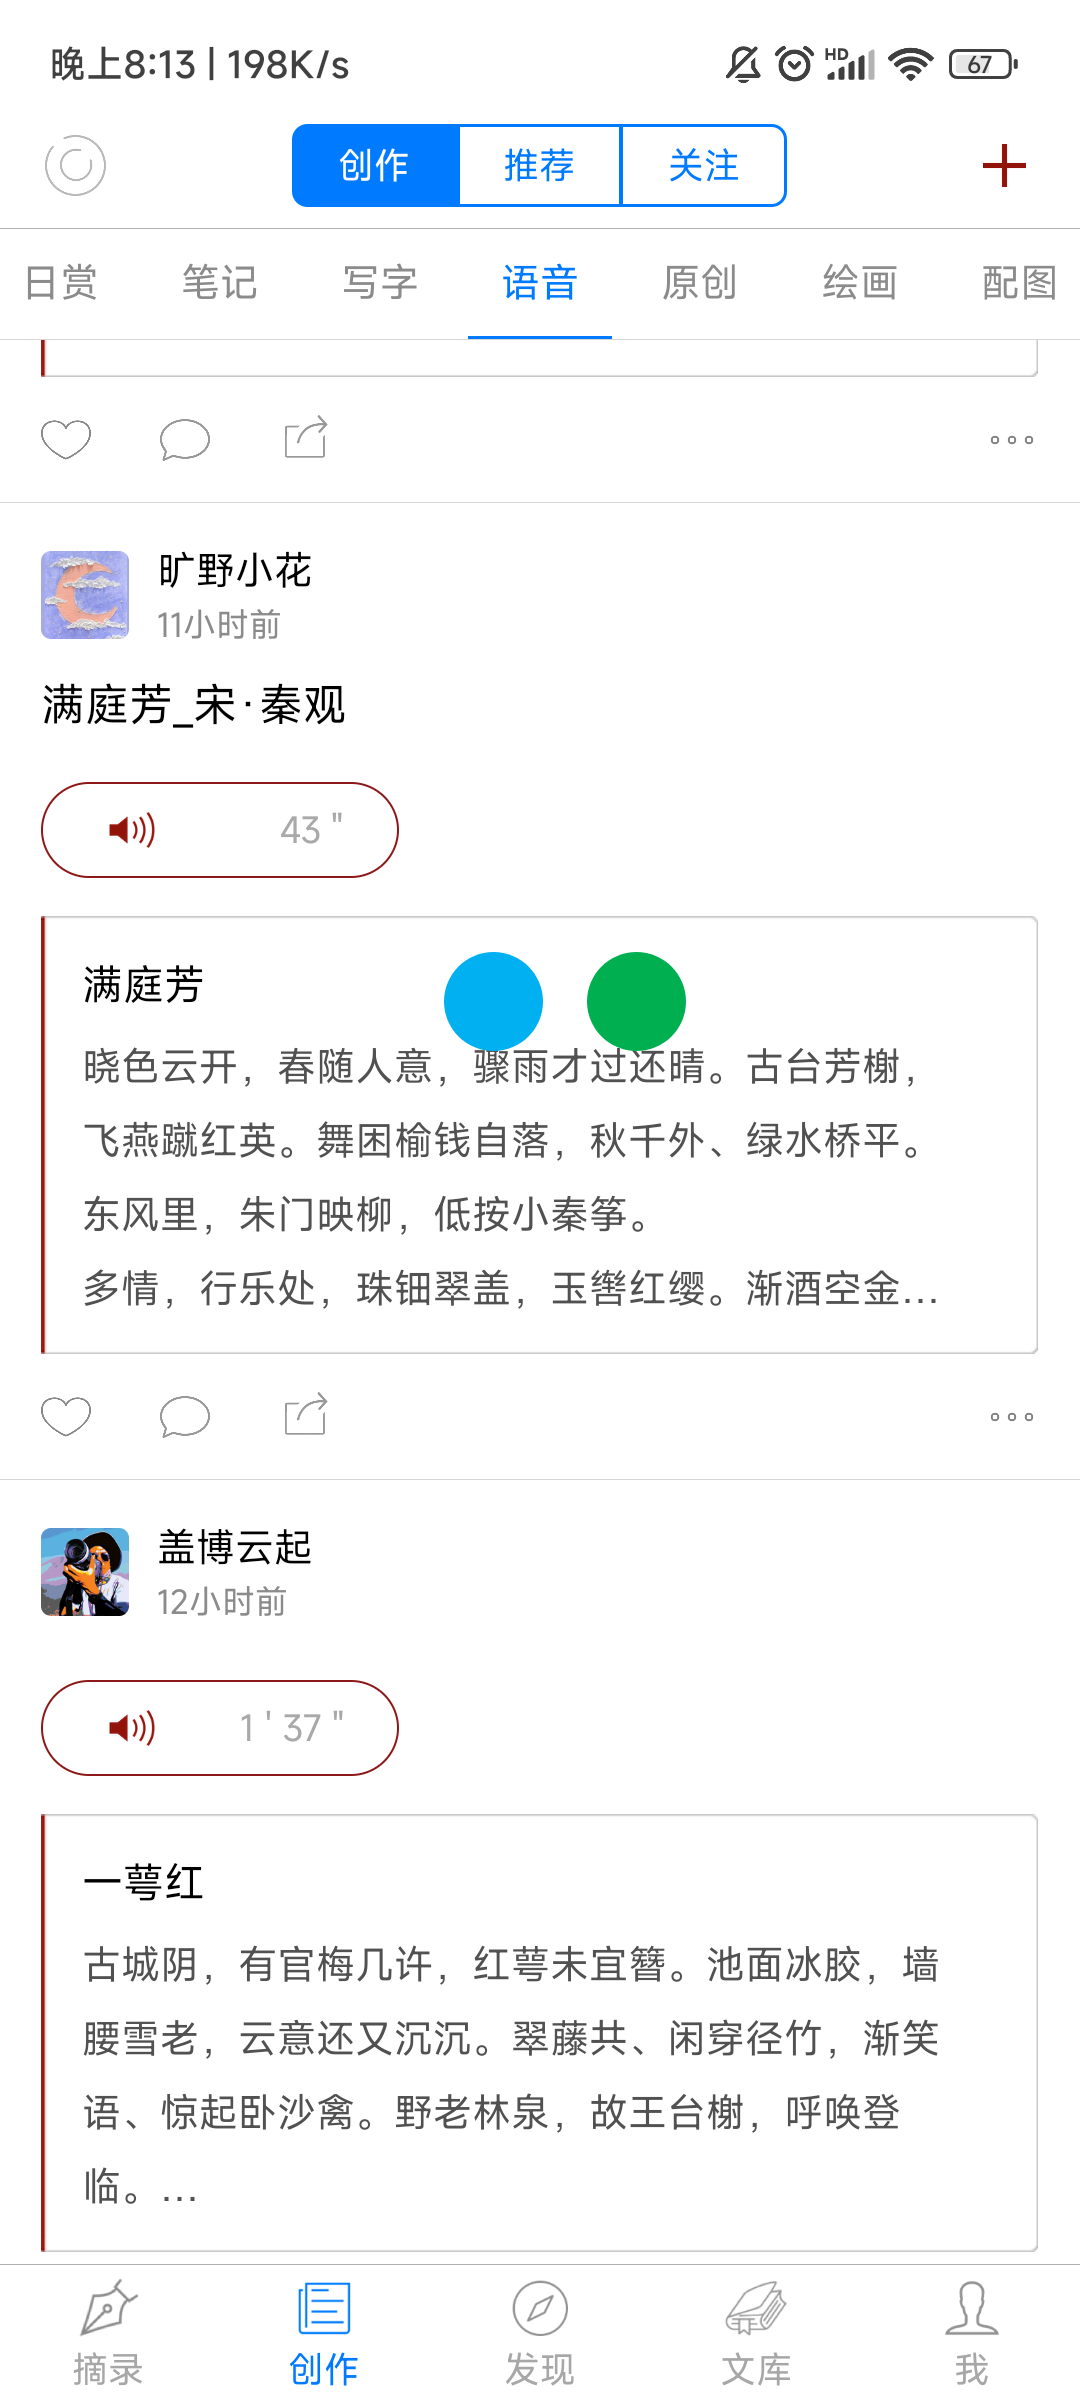 晚上8:13 | 198K/s
HD
67
创作 推荐 关注
日赏 笔记 写字 语音 原创 绘画 配图
旷野小花
11小时前
满庭芳_宋·秦观
43 "
满庭芳
晓色云开，春随人意，骤雨才过还晴。古台芳榭，
飞燕蹴红英。舞困榆钱自落，秋千外、绿水桥平。
东风里，朱门映柳，低按小秦筝。
多情，行乐处，珠钿翠盖，玉辔红缨。渐酒空金...
盖博云起
12小时前
1 ' 37 "
一萼红
古城阴，有官梅几许，红萼未宜簪。池面冰胶，墙
腰雪老，云意还又沉沉。翠藤共、闲穿径竹，渐笑
语、惊起卧沙禽。野老林泉，故王台榭，呼唤登
临。...
摘录 创作 发现 文库 我